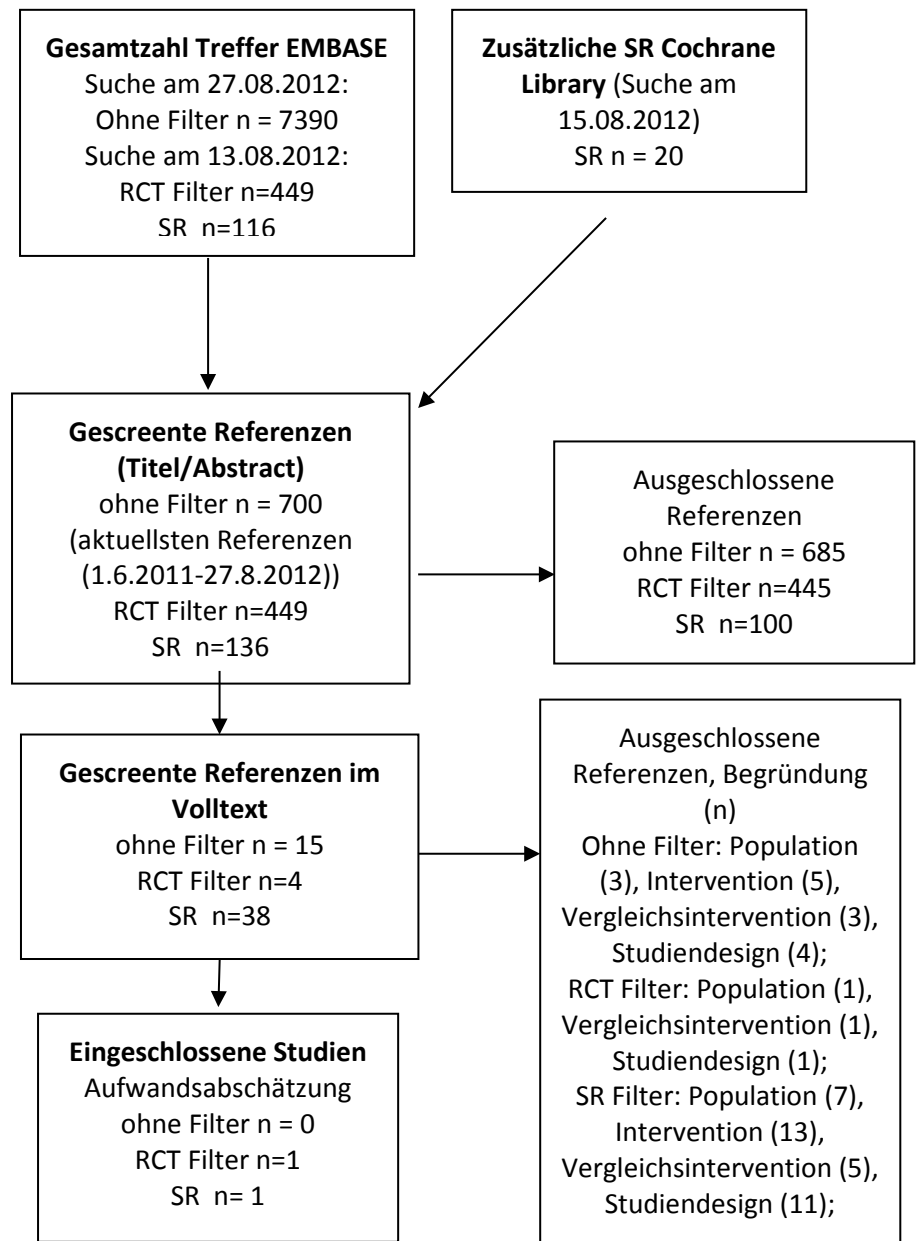 Gesamtzahl Treffer EMBASE
Suche am 27.08.2012:
Ohne Filter n = 7390
Suche am 13.08.2012:
RCT Filter n=449
SR  n=116
Zusätzliche SR Cochrane
Library (Suche am
15.08.2012)
SR n = 20
Gescreente Referenzen
(Titel/Abstract)
ohne Filter n = 700
(aktuellsten Referenzen
(1.6.2011-27.8.2012))
RCT Filter n=449
SR  n=136
Ausgeschlossene
Referenzen
ohne Filter n = 685
RCT Filter n=445
SR  n=100
Gescreente Referenzen im
Volltext
ohne Filter n = 15
RCT Filter n=4
SR  n=38
Ausgeschlossene
Referenzen, Begründung
(n)
Ohne Filter: Population
(3), Intervention (5),
Vergleichsintervention (3),
Studiendesign (4);
RCT Filter: Population (1),
Vergleichsintervention (1),
Studiendesign (1);
SR Filter: Population (7),
Intervention (13),
Vergleichsintervention (5),
Studiendesign (11);
Eingeschlossene Studien
Aufwandsabschätzung
ohne Filter n = 0
RCT Filter n=1
SR  n= 1